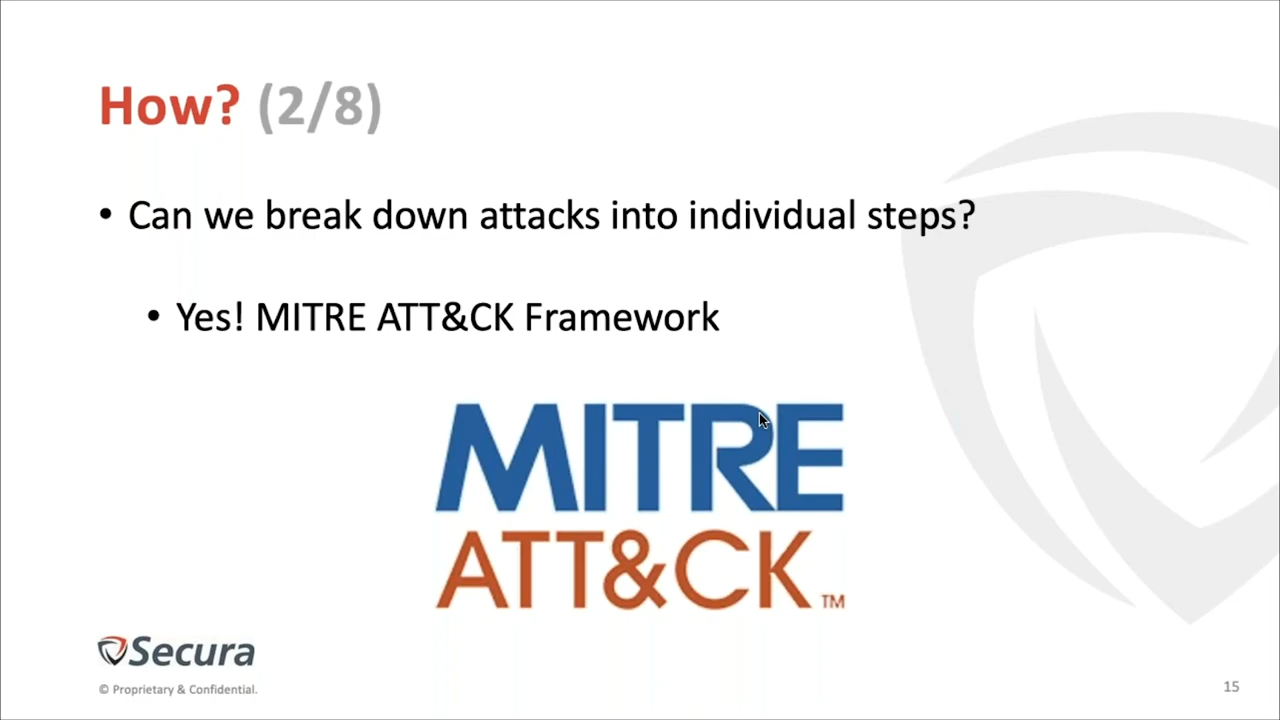 How? (2/8)
• Can we break down attacks into individual steps?
• Yes! MITRE ATT&CK Framework
MITRE
ATT&CK™
Secura
© Proprietary & Confidential.
15